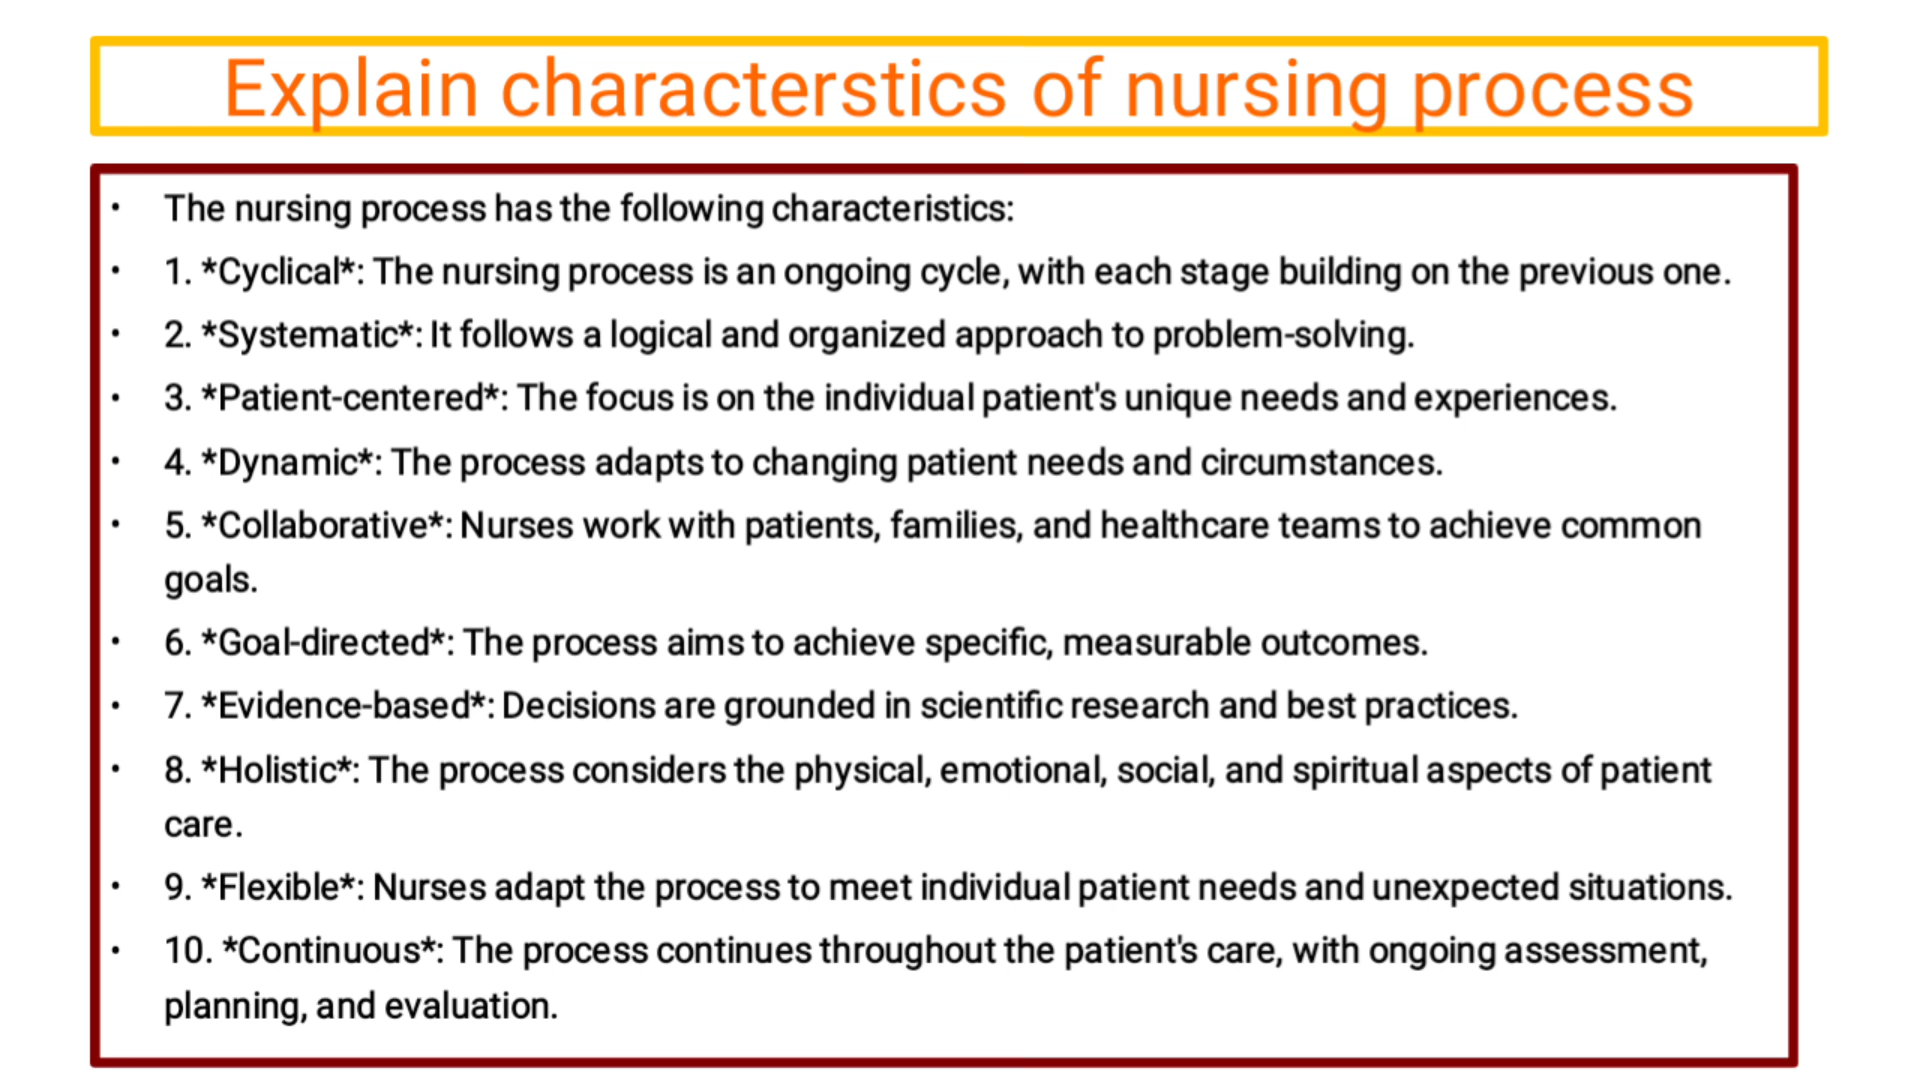 Explain characterstics of nursing process
• The nursing process has the following characteristics:
• 1. *Cyclical*: The nursing process is an ongoing cycle, with each stage building on the previous one.
• 2. *Systematic*: It follows a logical and organized approach to problem-solving.
• 3. *Patient-centered*: The focus is on the individual patient's unique needs and experiences.
• 4. *Dynamic*: The process adapts to changing patient needs and circumstances.
• 5. *Collaborative*: Nurses work with patients, families, and healthcare teams to achieve common
goals.
• 6. *Goal-directed*: The process aims to achieve specific, measurable outcomes.
• 7. *Evidence-based*: Decisions are grounded in scientific research and best practices.
• 8. *Holistic*: The process considers the physical, emotional, social, and spiritual aspects of patient
care.
• 9. *Flexible*: Nurses adapt the process to meet individual patient needs and unexpected situations.
• 10. *Continuous*: The process continues throughout the patient's care, with ongoing assessment,
planning, and evaluation.